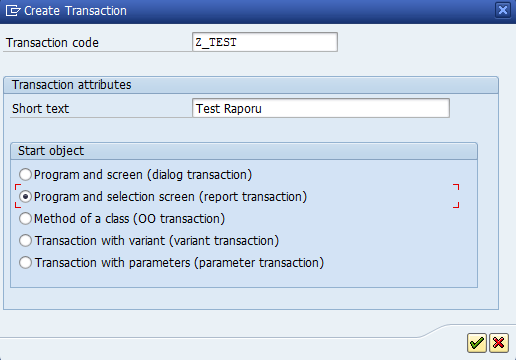 Create Transaction
Transaction code Z_TEST
Transaction attributes
Short text Test Raporu
Start object
Program and screen (dialog transaction)
Program and selection screen (report transaction)
Method of a class (OO transaction)
Transaction with variant (variant transaction)
Transaction with parameters (parameter transaction)